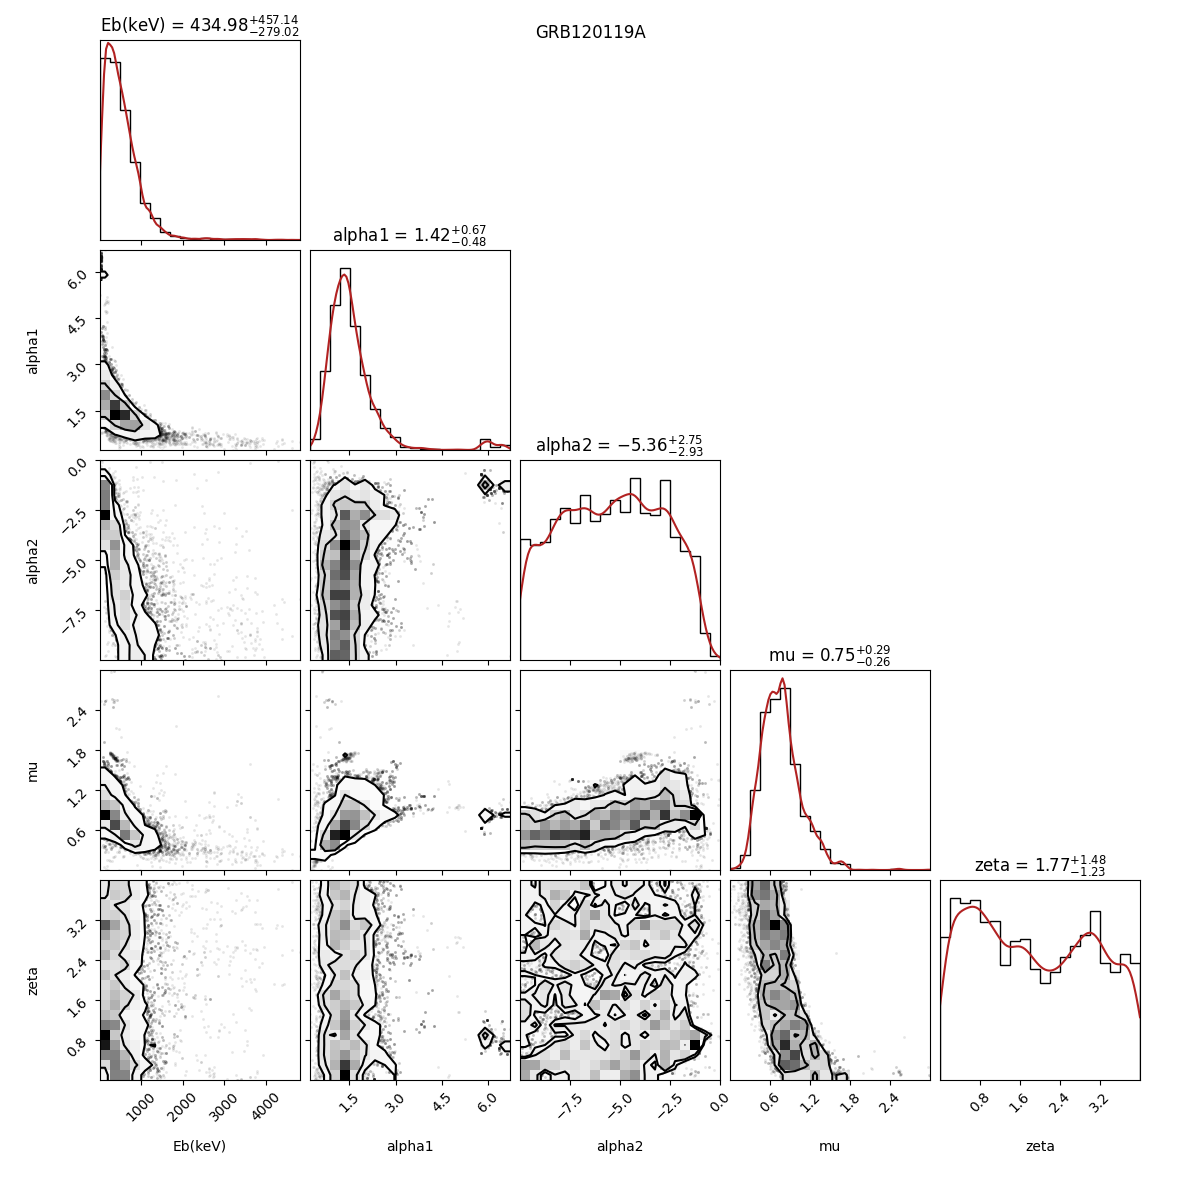 Eb(keV) = 434.98+457.14−279.02
GRB120119A
alpha1 = 1.42+0.67−0.48
alpha1
6.0
4.5
3.0
1.5
alpha2 = −5.36+2.75−2.93
alpha2
0.0
−2.5
−5.0
−7.5
mu = 0.75+0.29−0.26
mu
2.4
1.8
1.2
0.6
zeta = 1.77+1.48−1.23
zeta
3.2
2.4
1.6
0.8
1000 2000 3000 4000 1.5 3.0 4.5 6.0 −7.5 −5.0 −2.5 0.0 0.6 1.2 1.8 2.4 0.8 1.6 2.4 3.2
Eb(keV) alpha1 alpha2 mu zeta